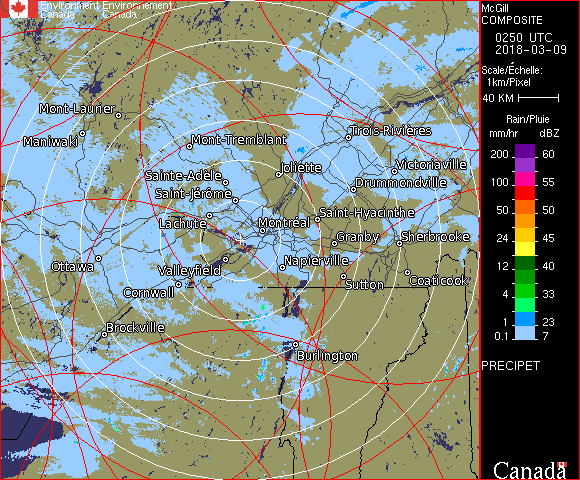 Environment Environnement
Canada Canada
McGill
COMPOSITE
0250 UTC
2018-03-09
Scale/Échelle:
1km/Pixel
40 KM
Rain/Pluie
mm/hr dBZ
200 60
100 55
50 50
24 45
12 40
4 33
1 23
0.1 7
PRECIPET
Canada
Mont-Laurier
Maniwaki
Mont-Tremblant
Trois-Rivières
Joliette
Victoriaville
Sainte-Adèle
Drummondville
Saint-Jérôme
Saint-Hyacinthe
Lachute
Montréal
Granby
Sherbrooke
Ottawa
Valleyfield
Napierville
Cornwall
Sutton
Coaticook
Brockville
Burlington